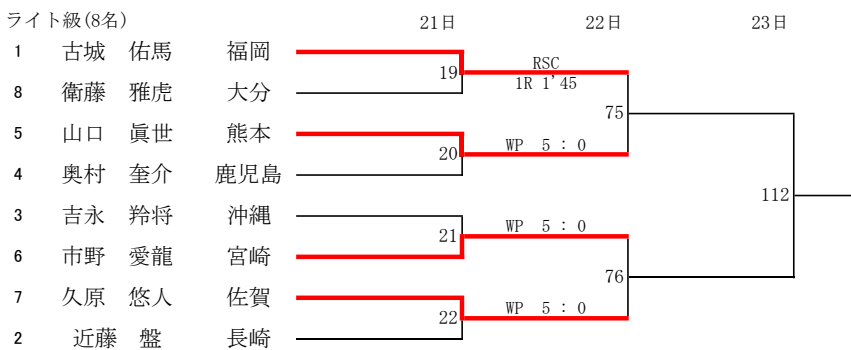 ライト級(8名) 21日 22日 23日
1 古城 佑馬 福岡
19 RSC
1R 1'45
8 衛藤 雅虎 大分
75
5 山口 眞世 熊本
20 WP 5 : 0
4 奥村 奎介 鹿児島
112
3 吉永 羚将 沖縄
21 WP 5 : 0
6 市野 愛龍 宮崎
76
7 久原 悠人 佐賀
22 WP 5 : 0
2 近藤 盤 長崎